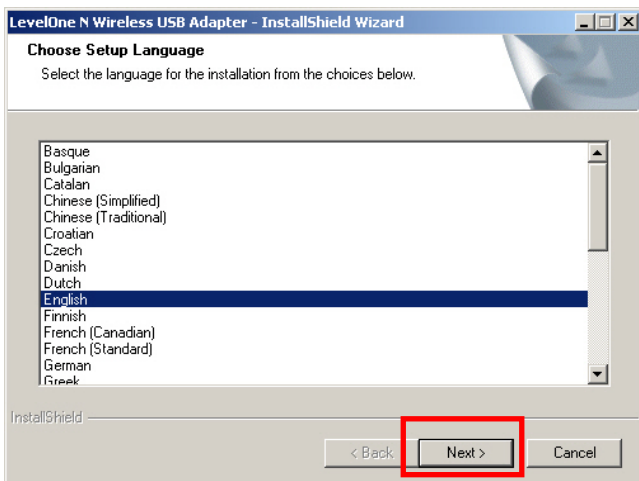 LevelOne N Wireless USB Adapter - InstallShield Wizard
Choose Setup Language
Select the language for the installation from the choices below.
Basque
Bulgarian
Catalan
Chinese (Simplified)
Chinese (Traditional)
Croatian
Czech
Danish
Dutch
English
Finnish
French (Canadian)
French (Standard)
German
Greek
InstallShield
< Back Next > Cancel